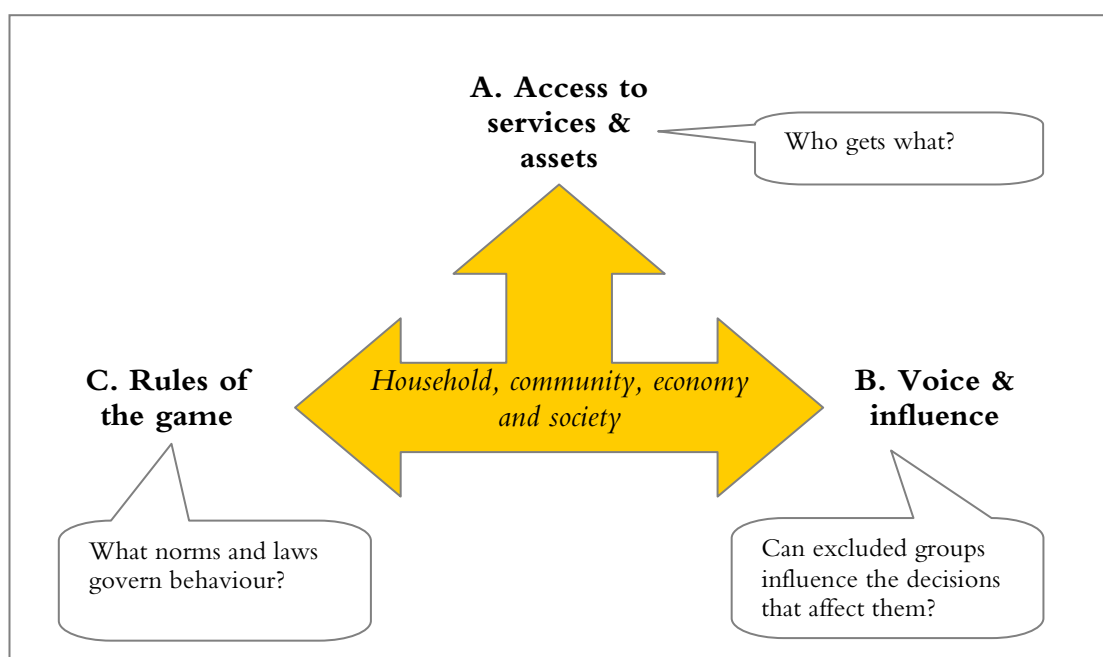 A. Access to
services &
assets
Who gets what?
Household, community, economy
and society
C. Rules of
the game
B. Voice &
influence
What norms and laws
govern behaviour?
Can excluded groups
influence the decisions
that affect them?